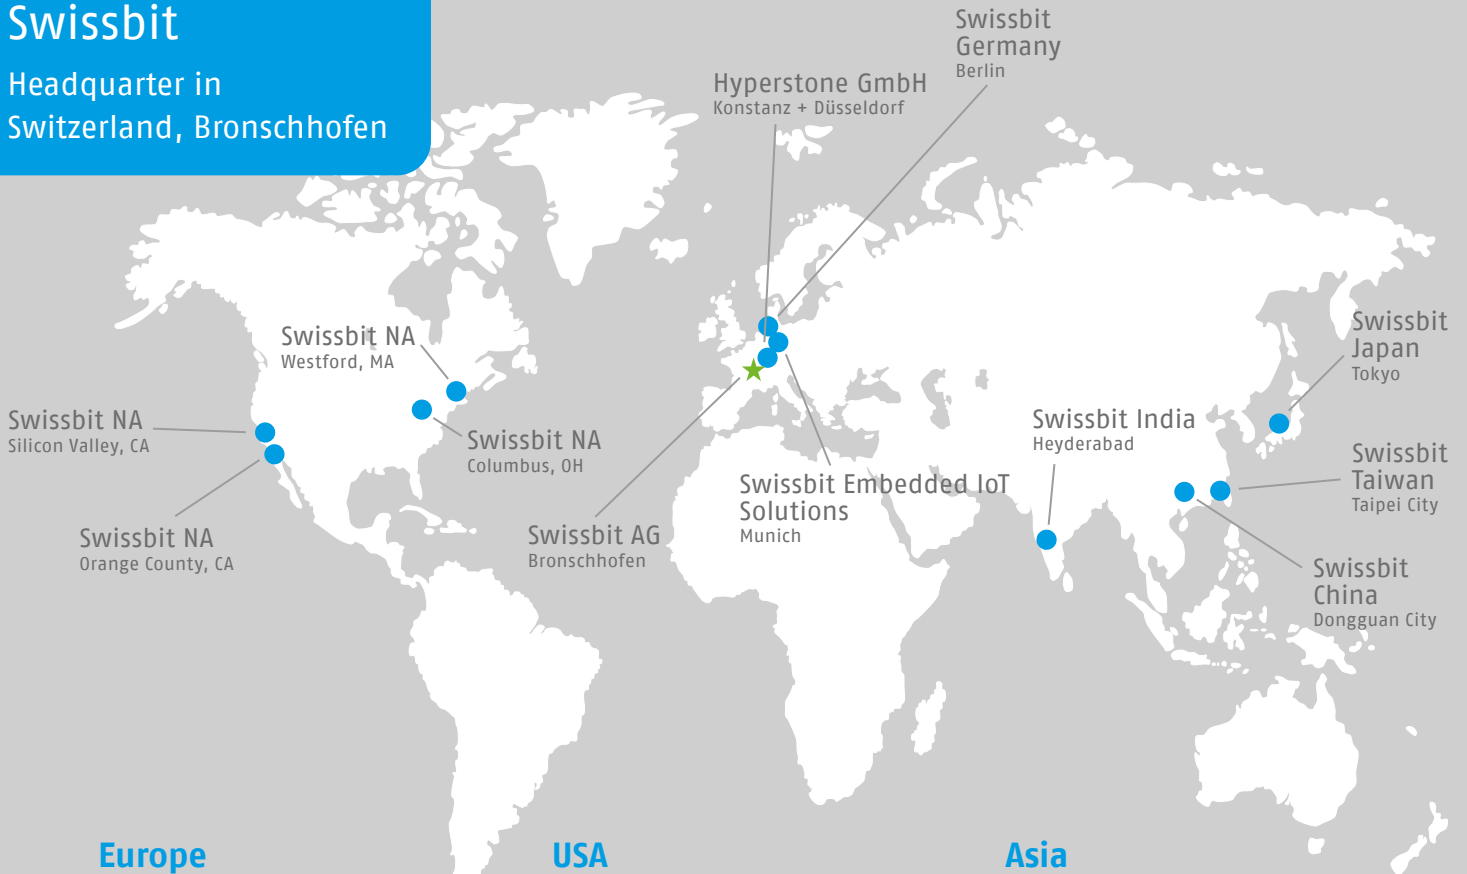 Swissbit
Headquarter in
Switzerland, Bronschhofen
Swissbit
Germany
Berlin
Hyperstone GmbH
Konstanz + Düsseldorf
Swissbit NA
Westford, MA
Swissbit
Japan
Tokyo
Swissbit NA
Silicon Valley, CA
Swissbit NA
Columbus, OH
Swissbit India
Heyderabad
Swissbit
Taiwan
Taipei City
Swissbit Embedded IoT
Solutions
Munich
Swissbit NA
Orange County, CA
Swissbit AG
Bronschhofen
Swissbit
China
Dongguan City
Europe
USA
Asia